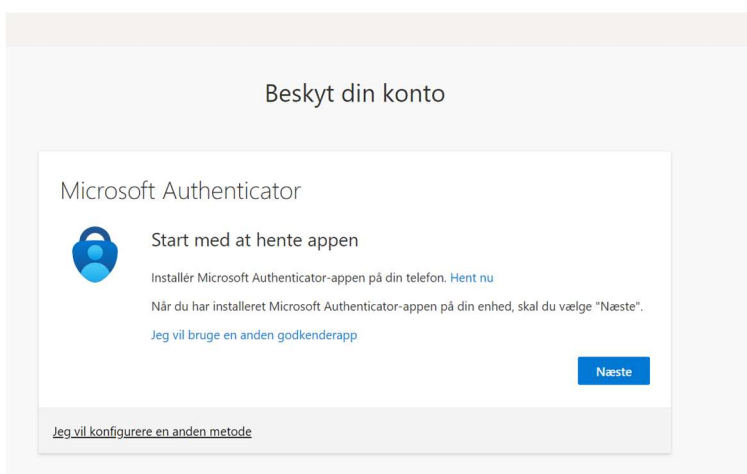 Beskyt din konto
Microsoft Authenticator
Start med at hente appen
Installér Microsoft Authenticator-appen på din telefon. Hent nu
Når du har installeret Microsoft Authenticator-appen på din enhed, skal du vælge "Næste".
Jeg vil bruge en anden godkenderapp
Næste
Jeg vil konfigurere en anden metode